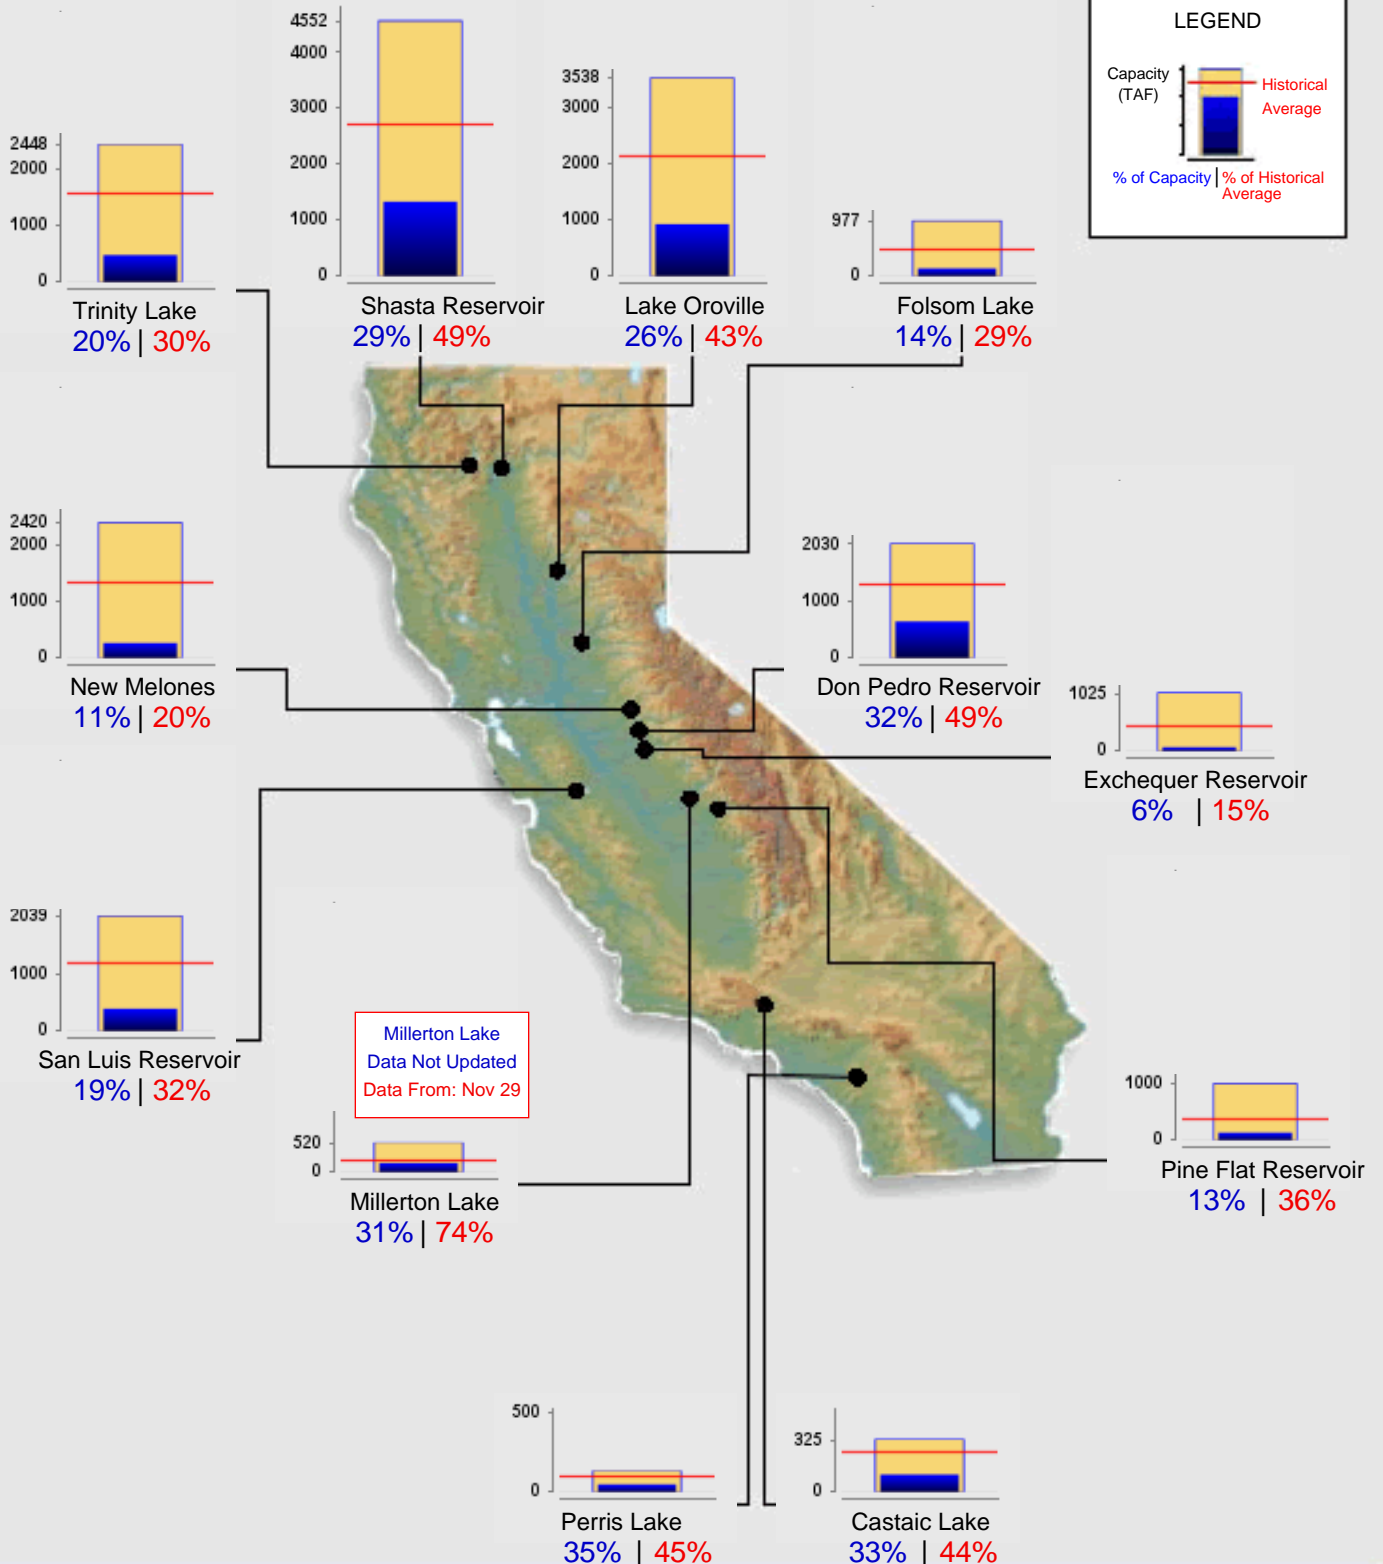 LEGEND
Capacity
(TAF)
Historical
Average
% of Capacity | % of Historical
Average
4552
4000
3000
2000
1000
0
Shasta Reservoir
29% | 49%
3538
3000
2000
1000
0
Lake Oroville
26% | 43%
977
0
Folsom Lake
14% | 29%
2448
2000
1000
0
Trinity Lake
20% | 30%
2420
2000
1000
0
New Melones
11% | 20%
2030
1000
0
Don Pedro Reservoir
32% | 49%
1025
0
Exchequer Reservoir
6% | 15%
2039
1000
0
San Luis Reservoir
19% | 32%
Millerton Lake
Data Not Updated
Data From: Nov 29
520
0
Millerton Lake
31% | 74%
1000
0
Pine Flat Reservoir
13% | 36%
500
0
Perris Lake
35% | 45%
325
0
Castaic Lake
33% | 44%